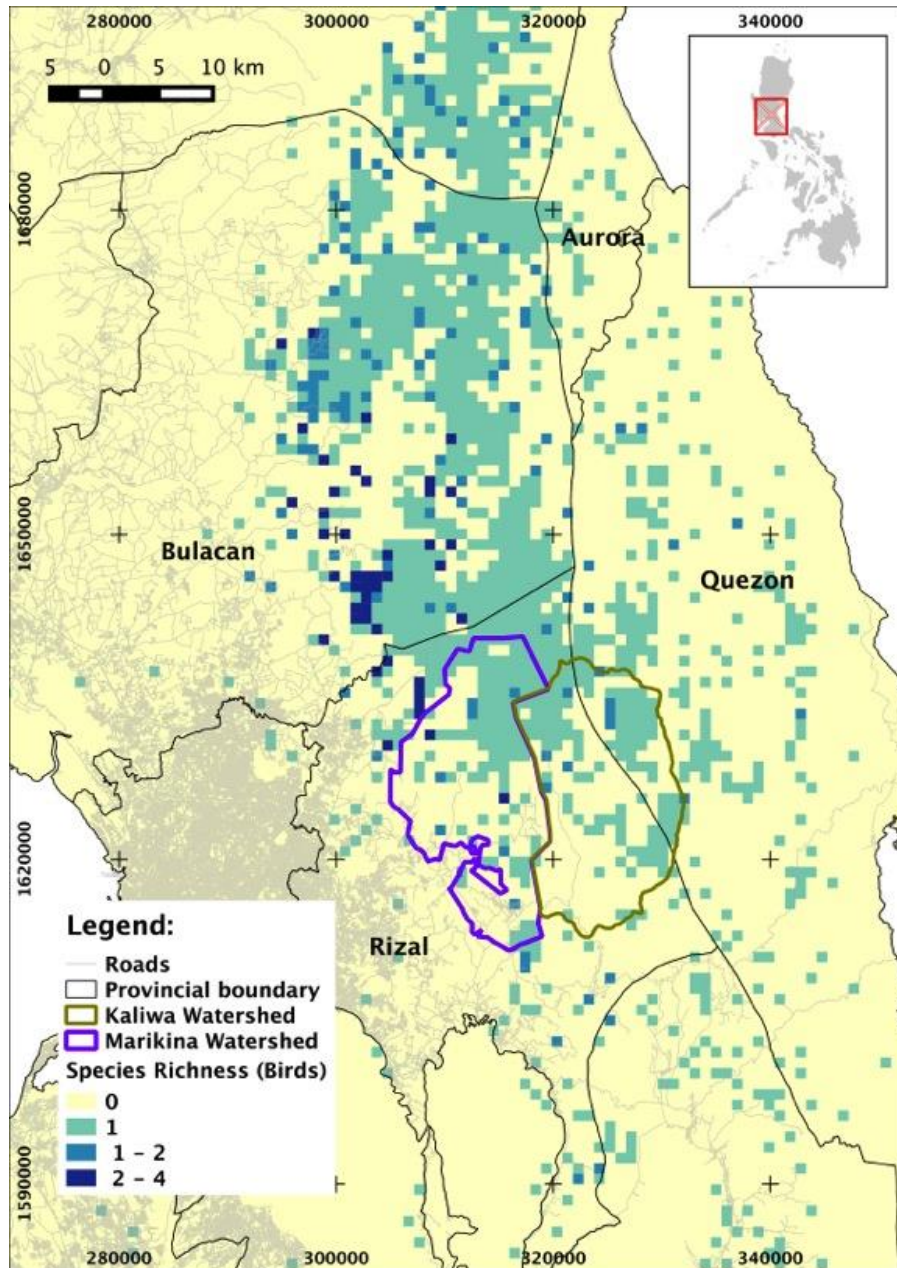 280000 300000 320000 340000
5 0 5 10 km
1680000
Aurora
1650000
Bulacan
Quezon
1620000
Rizal
Legend:
Roads
Provincial boundary
Kaliwa Watershed
Marikina Watershed
Species Richness (Birds)
0
1
1 – 2
2 – 4
1590000
280000 300000 320000 340000